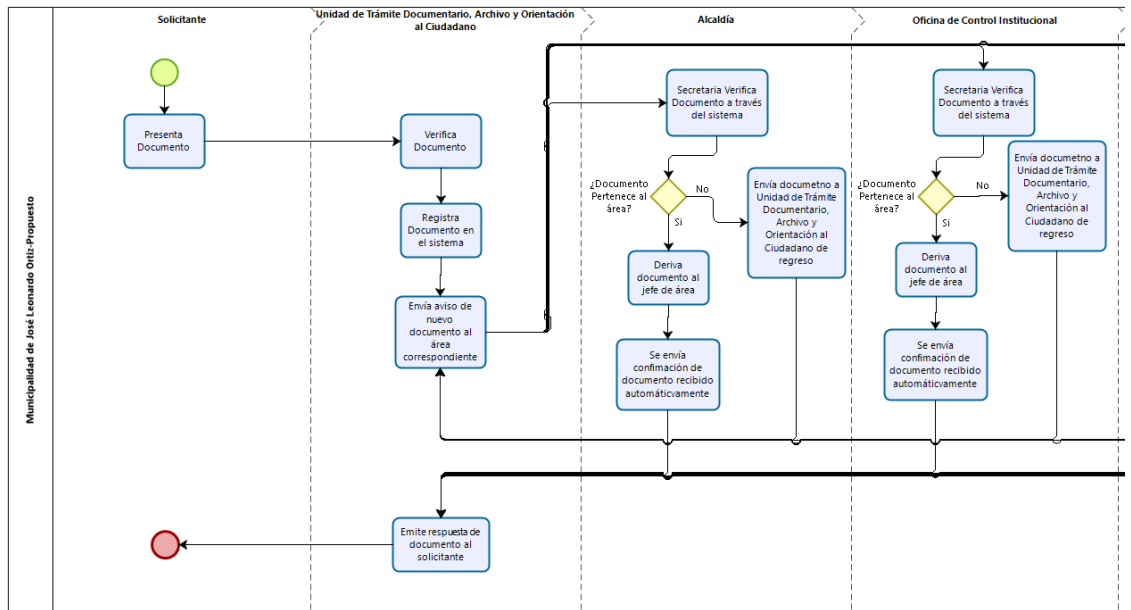 Municipalidad de José Leonardo Ortiz-Propuesto
Solicitante
Unidad de Trámite Documentario, Archivo y Orientación
al Ciudadano
Alcaldía
Oficina de Control Institucional
Presenta
Documento
Verifica
Documento
Registra
Documento en
el sistema
Envía aviso de
nuevo
documento al
área
correspondiente
Emite respuesta de
documento al
solicitante
Secretaria Verifica
Documento a través
del sistema
¿Documento
Pertenece al
área?
No
Si
Envía documetno a
Unidad de Trámite
Documentario,
Archivo y
Orientación al
Ciudadano de
regreso
Deriva
documento al
jefe de área
Se envía
confimación de
documento recibido
automáticvamente
Secretaria Verifica
Documento a través
del sistema
¿Documento
Pertenece al
área?
No
Si
Envía documetno a
Unidad de Trámite
Documentario,
Archivo y
Orientación al
Ciudadano de
regreso
Deriva
documento al
jefe de área
Se envía
confimación de
documento recibido
automáticvamente